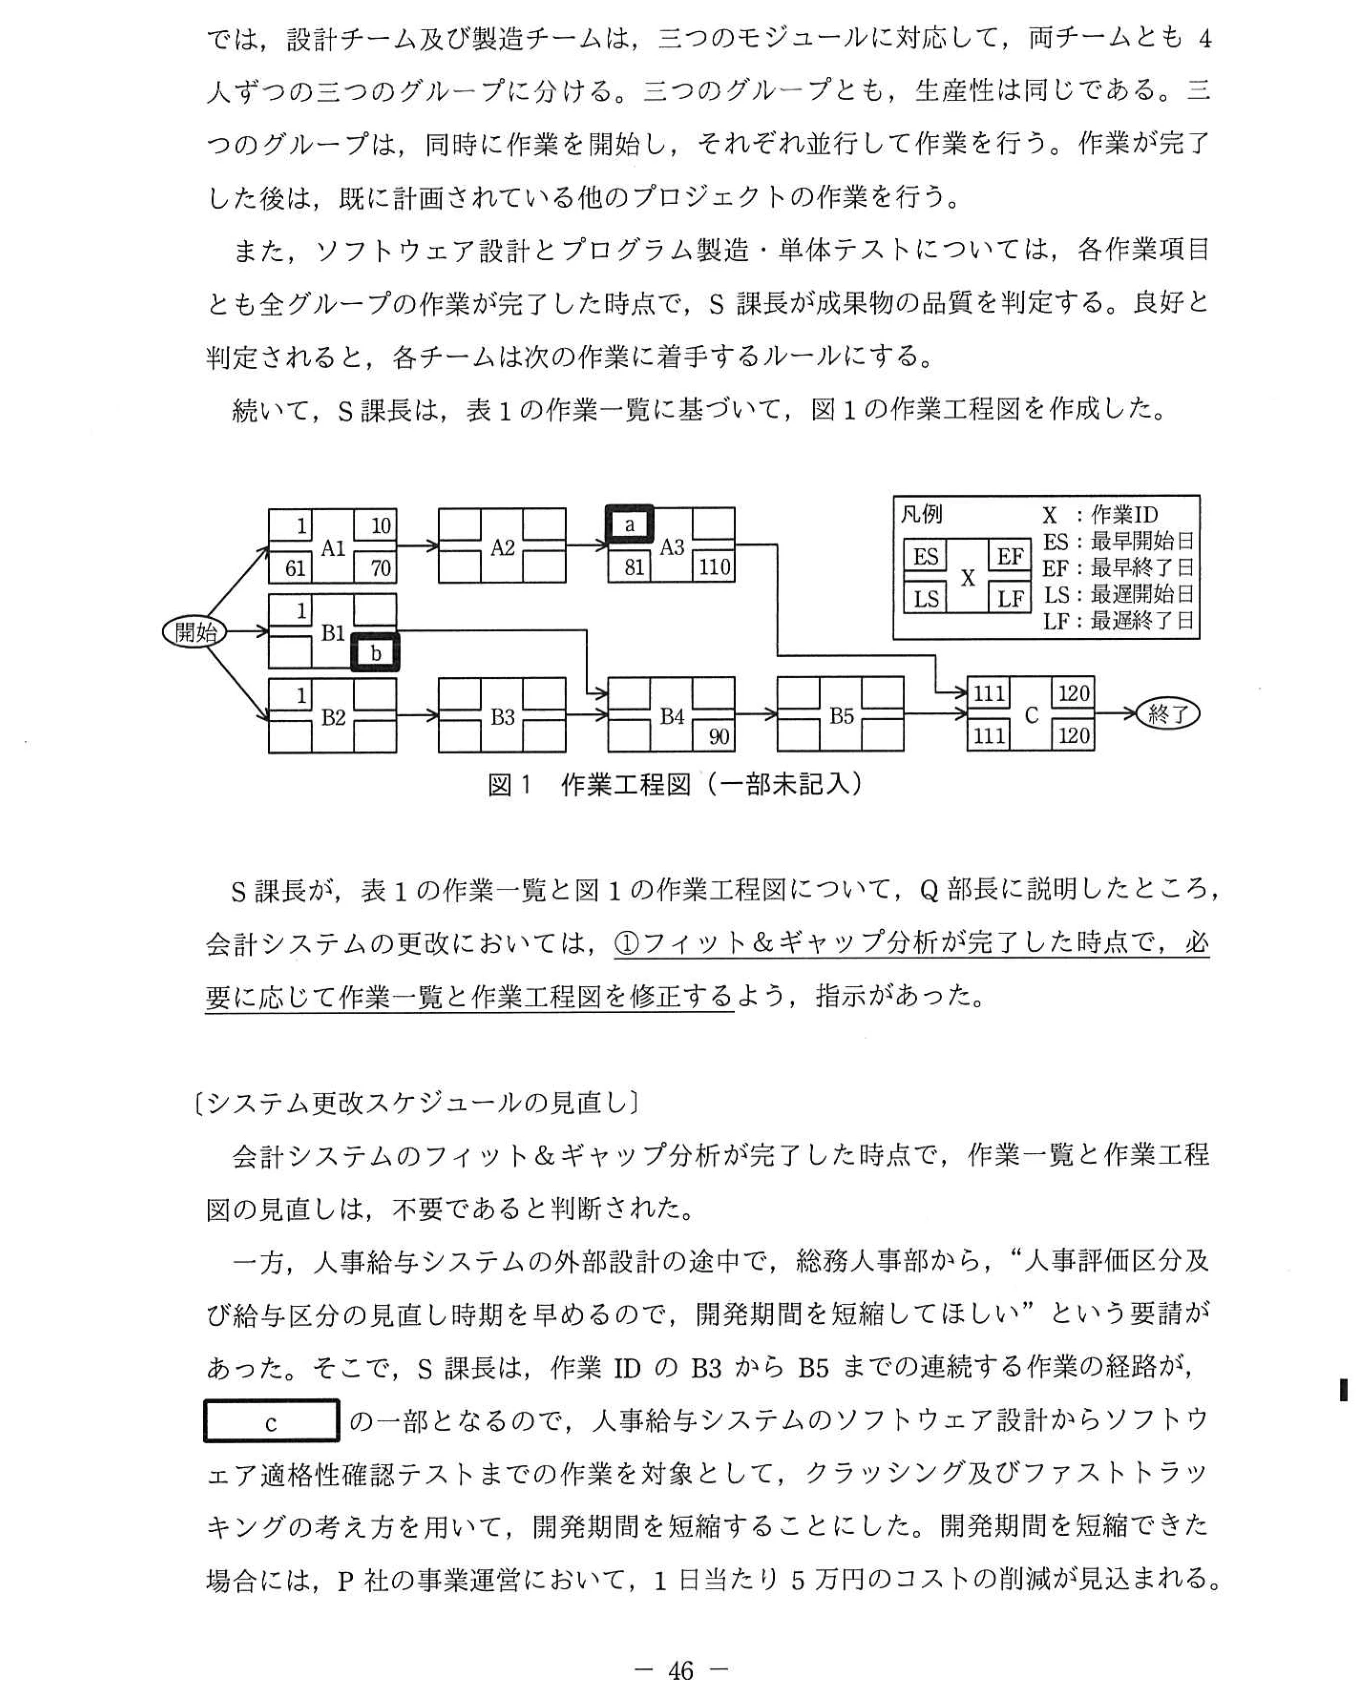 では，設計チーム及び製造チームは，三つのモジュールに対応して，両チームとも 4
人ずつの三つのグループに分ける。三つのグループとも，生産性は同じである。三
つのグループは，同時に作業を開始し，それぞれ並行して作業を行う。作業が完了
した後は，既に計画されている他のプロジェクトの作業を行う。
また，ソフトウェア設計とプログラム製造・単体テストについては，各作業項目
とも全グループの作業が完了した時点で，S 課長が成果物の品質を判定する。良好と
判定されると，各チームは次の作業に着手するルールにする。
続いて，S 課長は，表 1 の作業一覧に基づいて，図 1 の作業工程図を作成した。
開始
1 A1 10
61 70
A2
a A3
81 110
1 B1
b
1 B2
B3
B4
90
B5
111 C 120
111 120
終了
凡例
ES X EF
LS LF
X ：作業ID
ES：最早開始日
EF：最早終了日
LS：最遅開始日
LF：最遅終了日
図 1 作業工程図（一部未記入）
S 課長が，表 1 の作業一覧と図 1 の作業工程図について，Q 部長に説明したところ，
会計システムの更改においては，①フィット＆ギャップ分析が完了した時点で，必
要に応じて作業一覧と作業工程図を修正するよう，指示があった。
〔システム更改スケジュールの見直し〕
会計システムのフィット＆ギャップ分析が完了した時点で，作業一覧と作業工程
図の見直しは，不要であると判断された。
一方，人事給与システムの外部設計の途中で，総務人事部から，“人事評価区分及
び給与区分の見直し時期を早めるので，開発期間を短縮してほしい”という要請が
あった。そこで，S 課長は，作業 ID の B3 から B5 までの連続する作業の経路が，
c の一部となるので，人事給与システムのソフトウェア設計からソフトウ
ェア適格性確認テストまでの作業を対象として，クラッシング及びファストトラッ
キングの考え方を用いて，開発期間を短縮することにした。開発期間を短縮できた
場合には，P 社の事業運営において，1 日当たり 5 万円のコストの削減が見込まれる。
－ 46 －